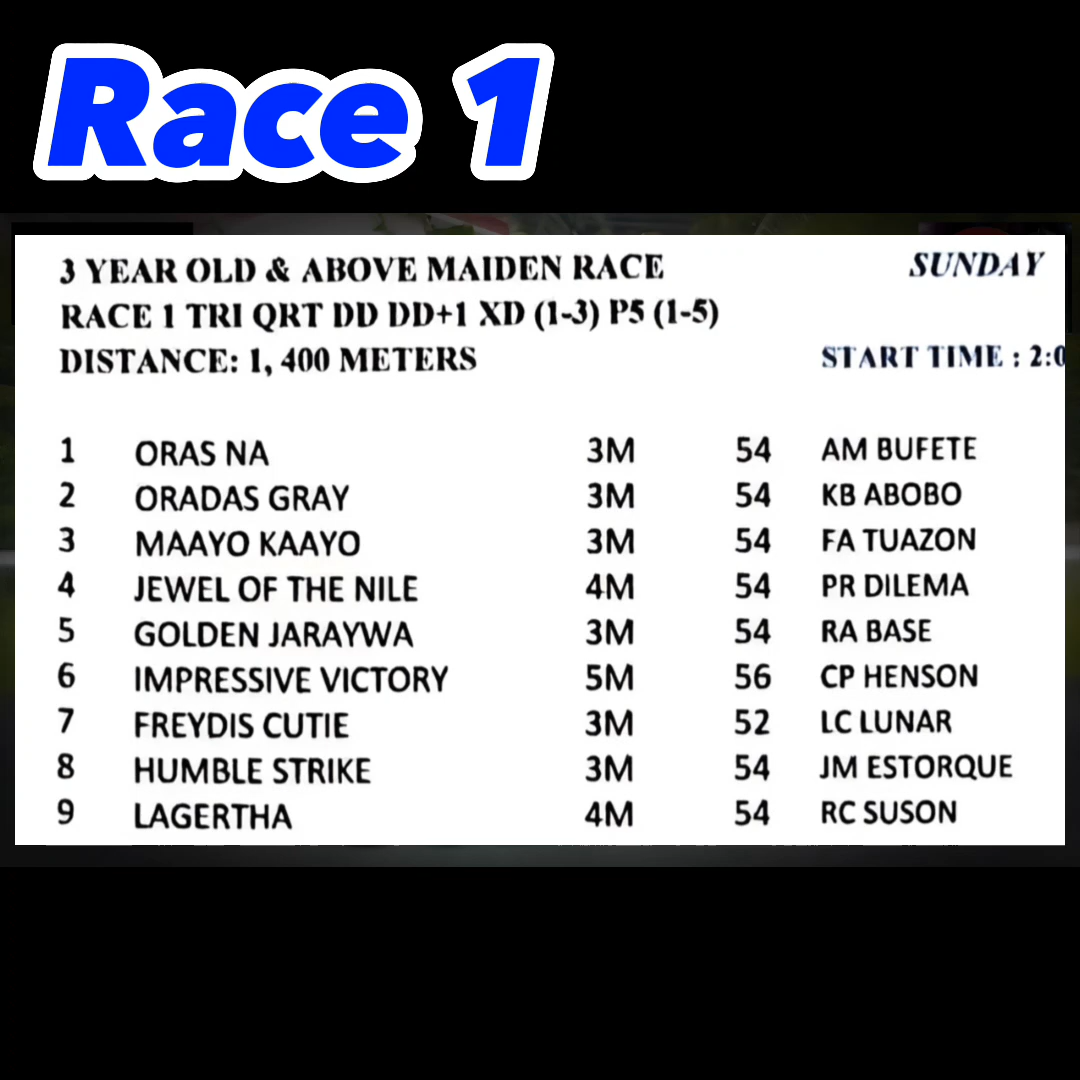 Race 1
3 YEAR OLD & ABOVE MAIDEN RACE SUNDAY
RACE 1 TRI QRT DD DD+1 XD (1-3) P5 (1-5)
DISTANCE: 1, 400 METERS START TIME : 2:0
1 ORAS NA 3M 54 AM BUFETE
2 ORADAS GRAY 3M 54 KB ABOBO
3 MAAYO KAAYO 3M 54 FA TUAZON
4 JEWEL OF THE NILE 4M 54 PR DILEMA
5 GOLDEN JARAYWA 3M 54 RA BASE
6 IMPRESSIVE VICTORY 5M 56 CP HENSON
7 FREYDIS CUTIE 3M 52 LC LUNAR
8 HUMBLE STRIKE 3M 54 JM ESTORQUE
9 LAGERTHA 4M 54 RC SUSON